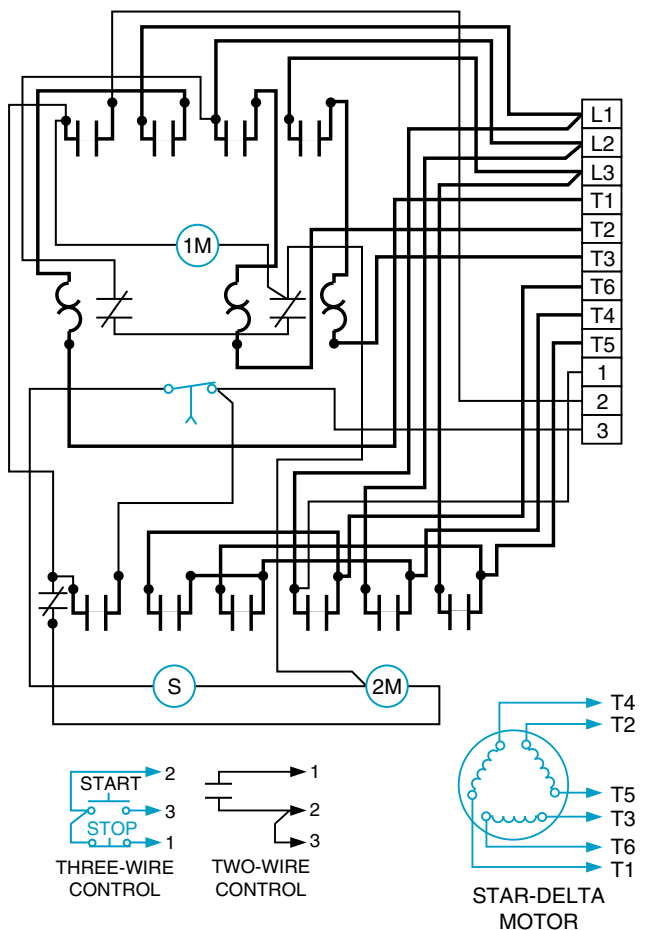 L1
L2
L3
T1
T2
T3
T6
T4
T5
1
2
3
1M
S
2M
2
START
3
STOP
1
THREE-WIRE
CONTROL
1
2
3
TWO-WIRE
CONTROL
T4
T2
T5
T3
T6
T1
STAR-DELTA
MOTOR